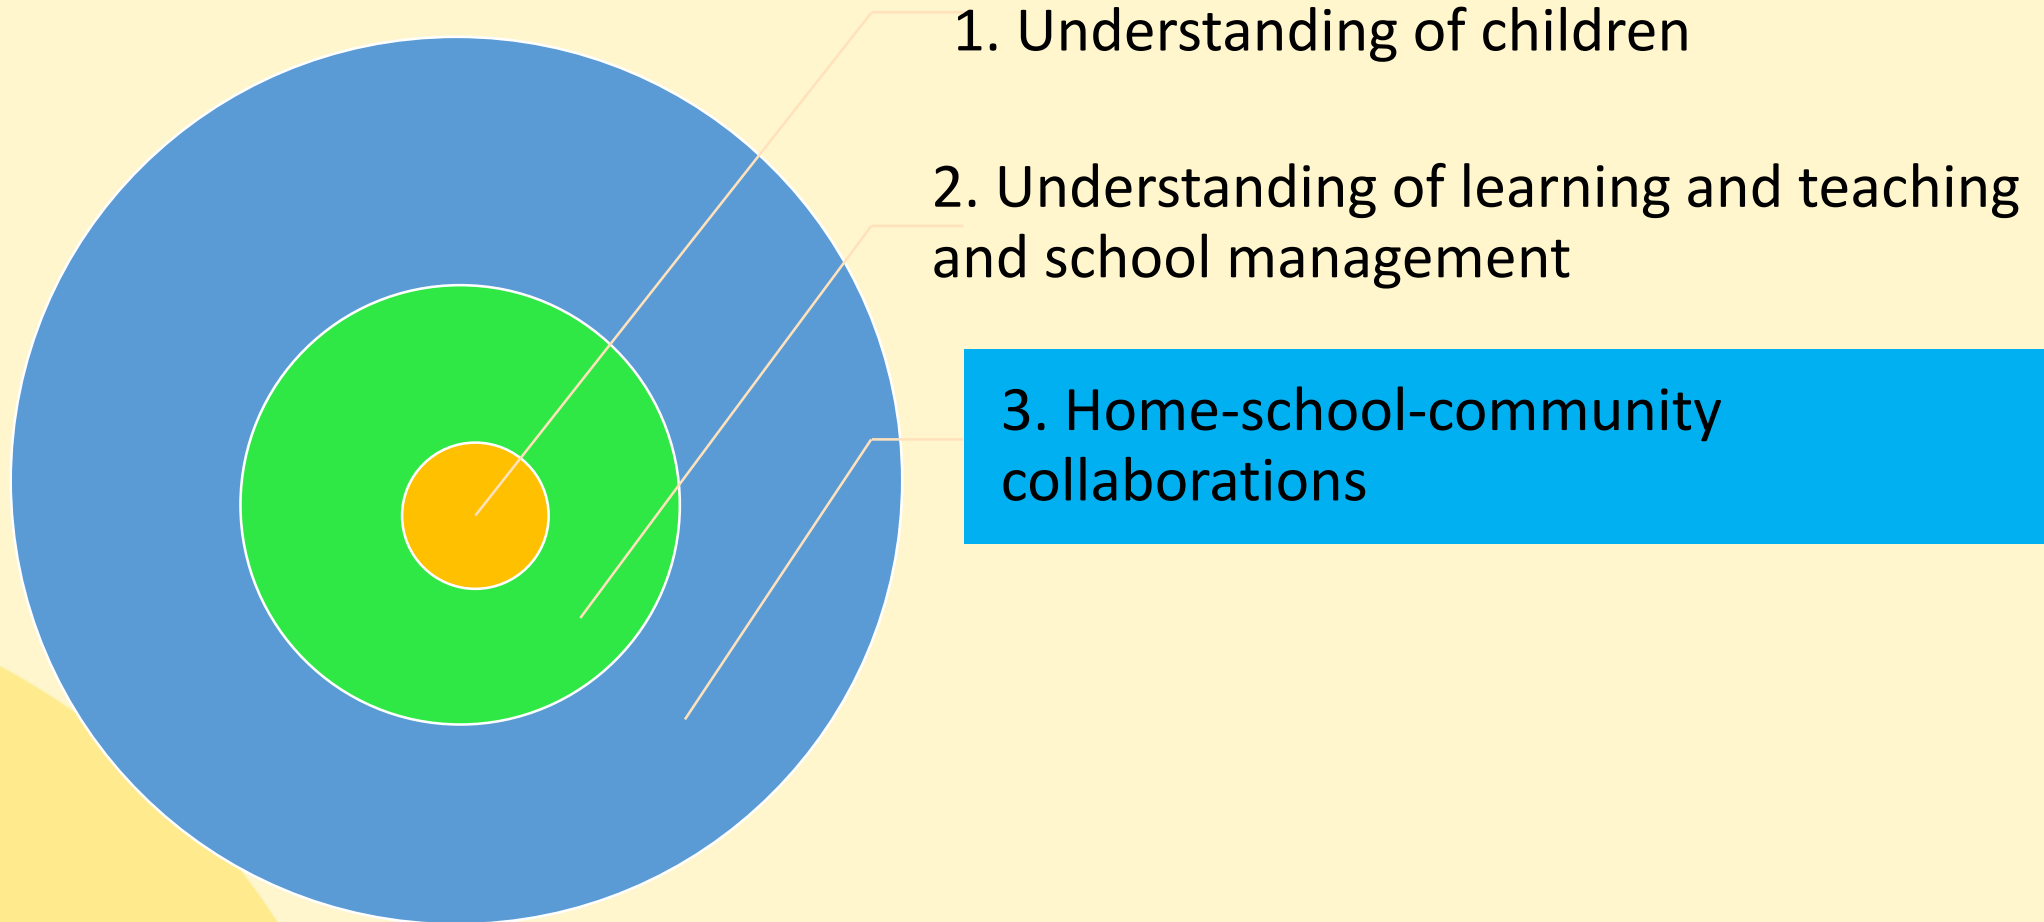 1. Understanding of children
2. Understanding of learning and teaching
and school management
3. Home-school-community
collaborations